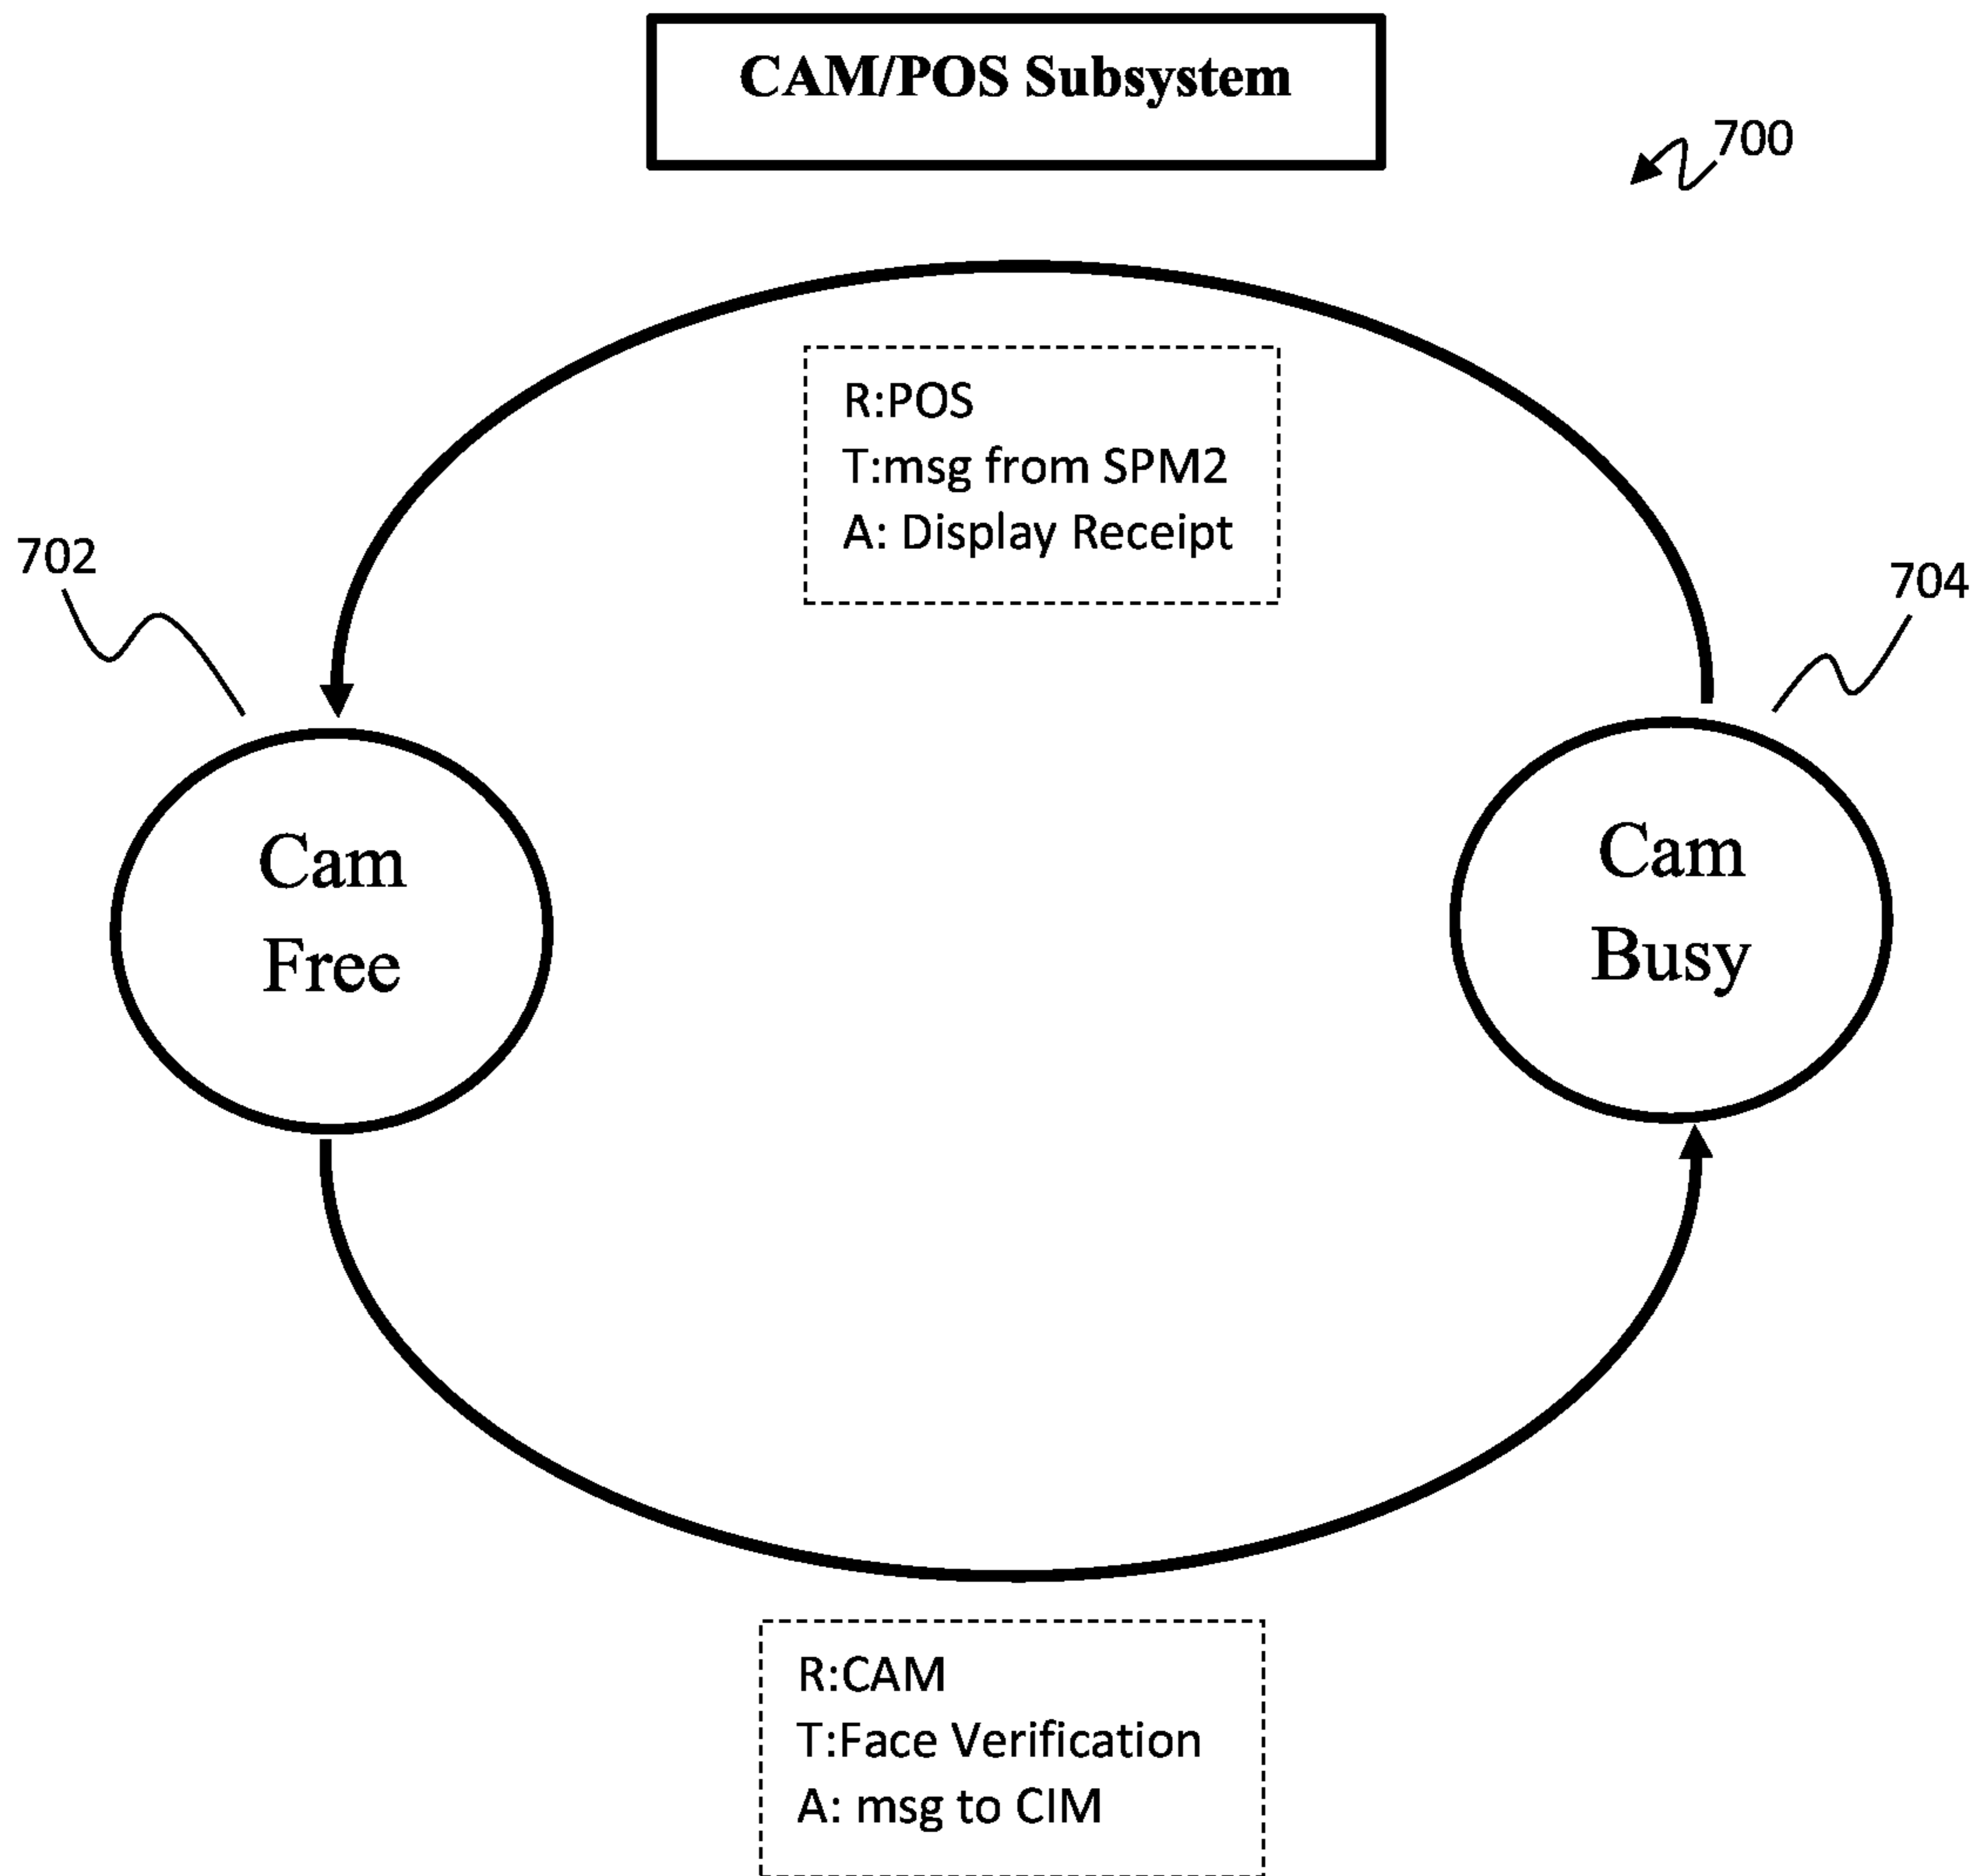 CAM/POS Subsystem
700
R:POS
T:msg from SPM2
A: Display Receipt
702
704
Cam
Free
Cam
Busy
R:CAM
T:Face Verification
A: msg to CIM